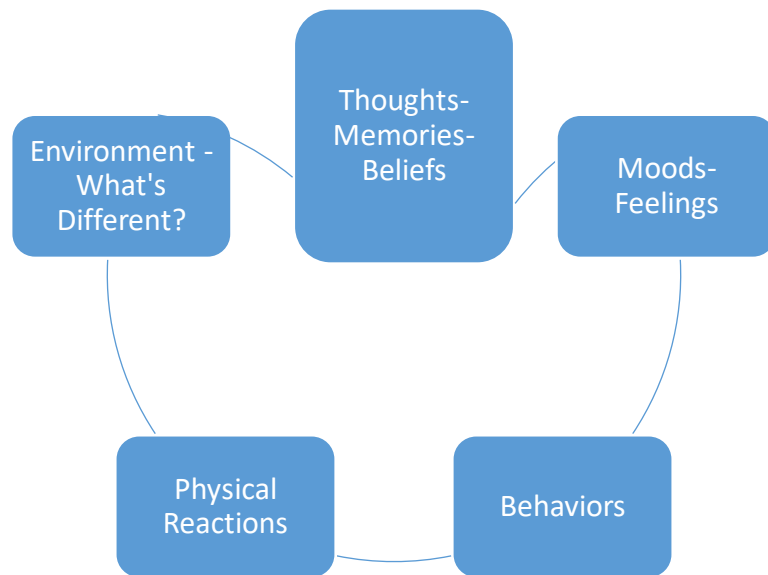 Thoughts-
Memories-
Beliefs
Moods-
Feelings
Behaviors
Physical
Reactions
Environment -
What's
Different?